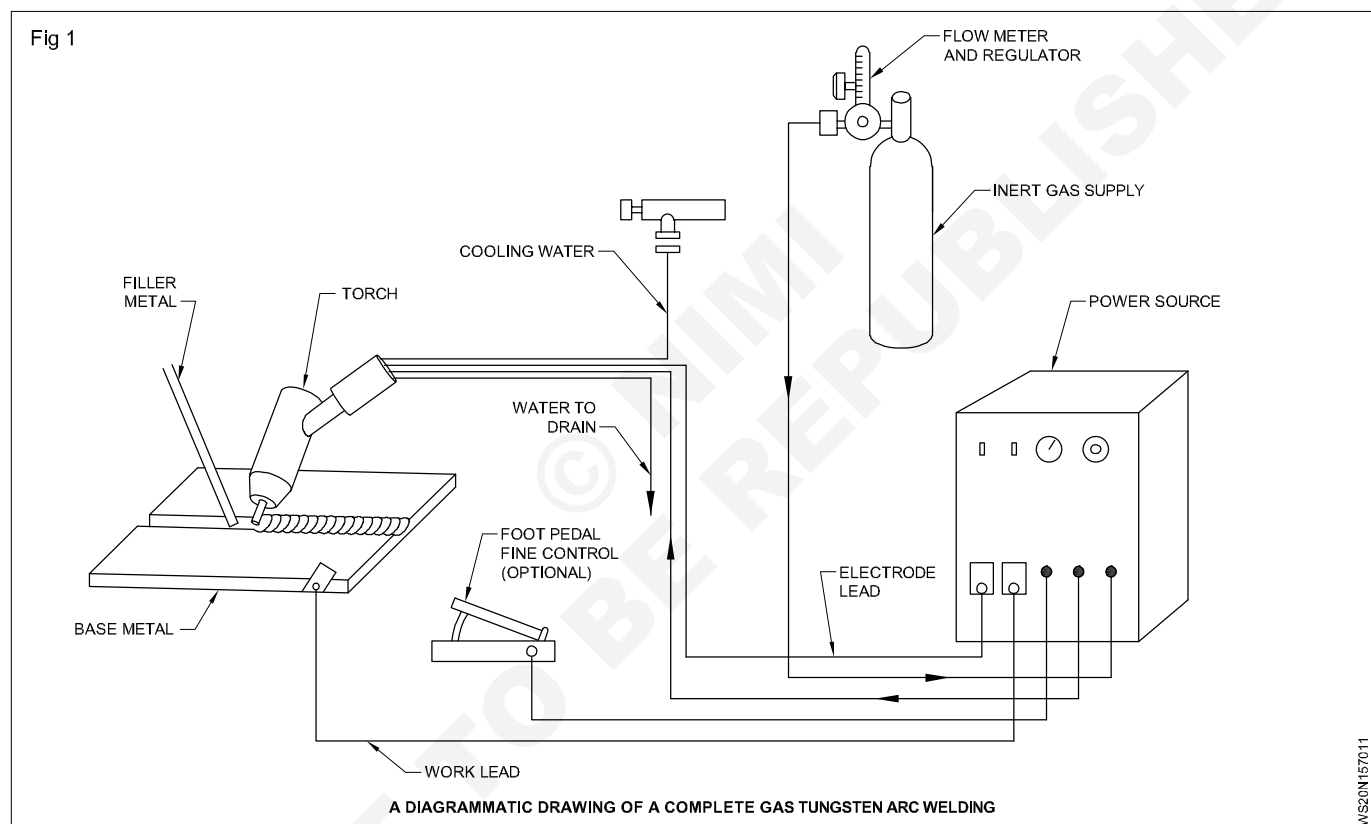 Fig 1
FLOW METER
AND REGULATOR
INERT GAS SUPPLY
COOLING WATER
FILLER
METAL
TORCH
POWER SOURCE
WATER TO
DRAIN
FOOT PEDAL
FINE CONTROL
(OPTIONAL)
ELECTRODE
LEAD
BASE METAL
WORK LEAD
A DIAGRAMMATIC DRAWING OF A COMPLETE GAS TUNGSTEN ARC WELDING
WS20N157011
© NIMI
TO BE REPUBLISHE